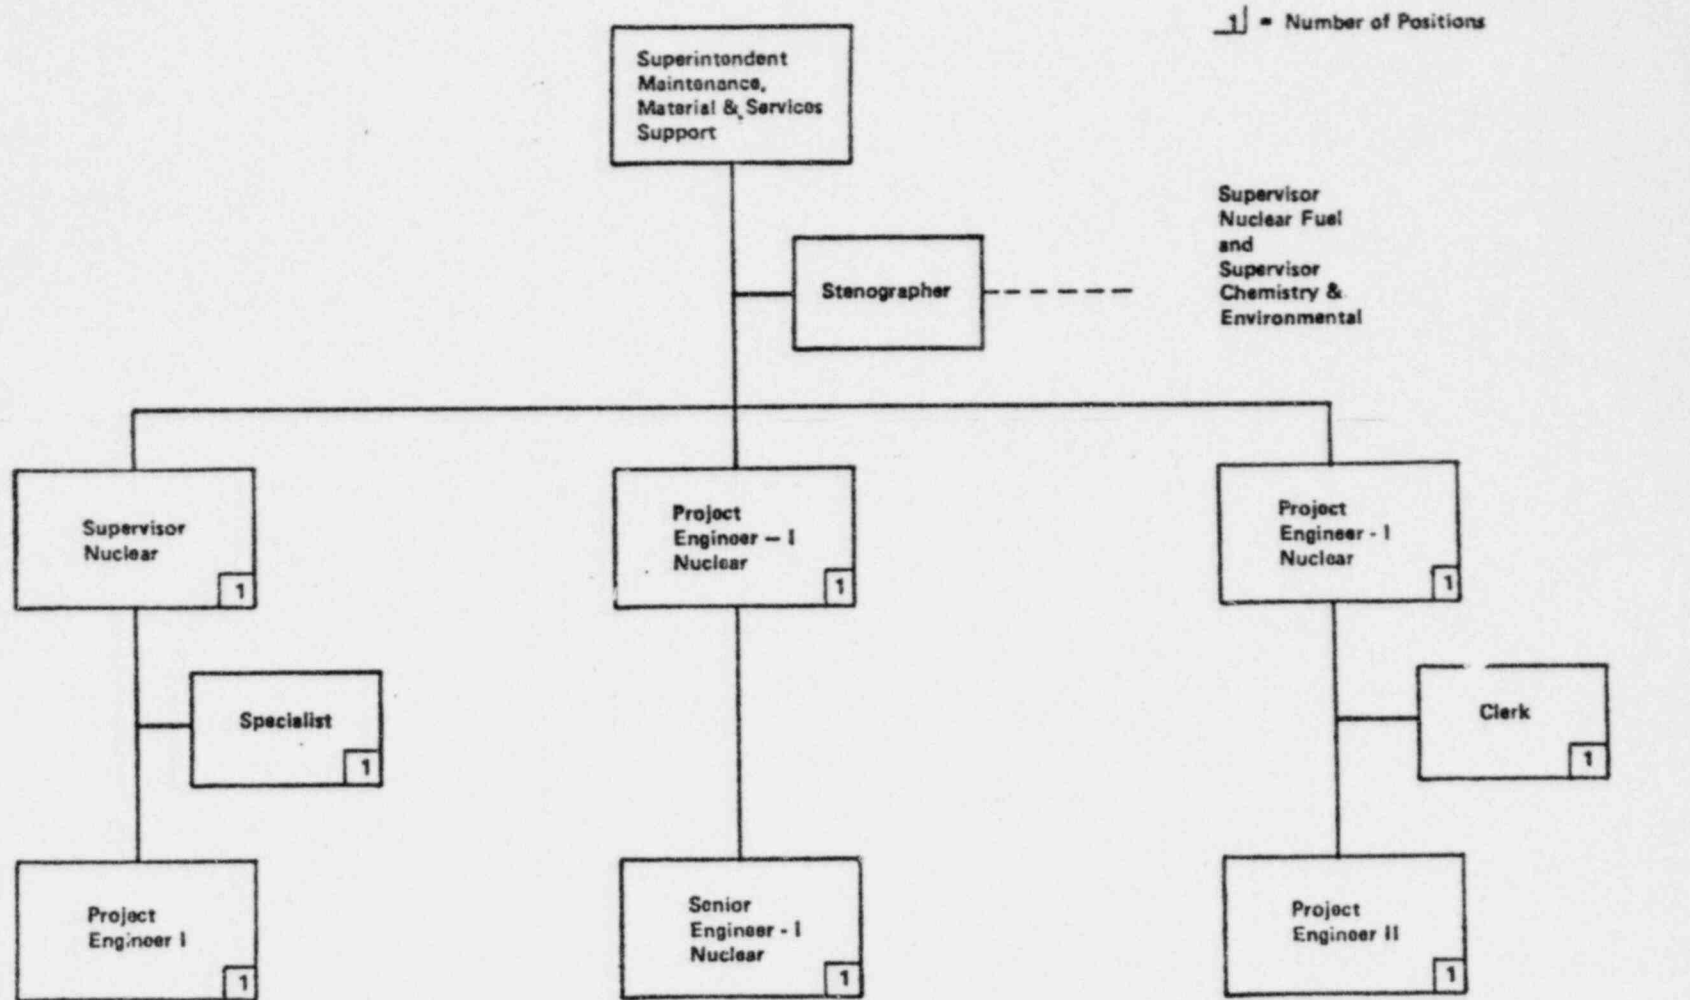 1 = Number of Positions
Superintendent
Maintenance,
Material & Services
Support
Supervisor
Nuclear Fuel
and
Supervisor
Chemistry &
Environmental
Stenographer
Supervisor
Nuclear
1
Project
Engineer – I
Nuclear
1
Project
Engineer - I
Nuclear
1
Specialist
1
Clerk
1
Project
Engineer I
1
Senior
Engineer - I
Nuclear
1
Project
Engineer II
1